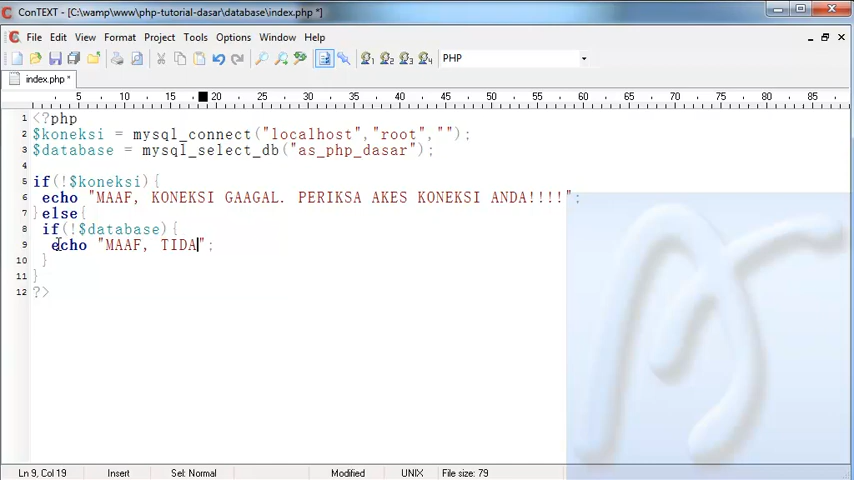 ConTEXT - [C:\wamp\www\php-tutorial-dasar\database\index.php *]
File Edit View Format Project Tools Options Window Help
PHP
index.php *
0 5 10 15 20 25 30 35 40 45 50 55 60 65 70 75 80 85
1 <?php
2 $koneksi = mysql_connect("localhost","root","");
3 $database = mysql_select_db("as_php_dasar");
4
5 if(!$koneksi){
6 echo "MAAF, KONEKSI GAAGAL. PERIKSA AKES KONEKSI ANDA!!!!";
7 }else{
8 if(!$database){
9 echo "MAAF, TIDA";
10 }
11 }
12 ?>
Ln 9, Col 19 Insert Sel: Normal Modified UNIX File size: 79